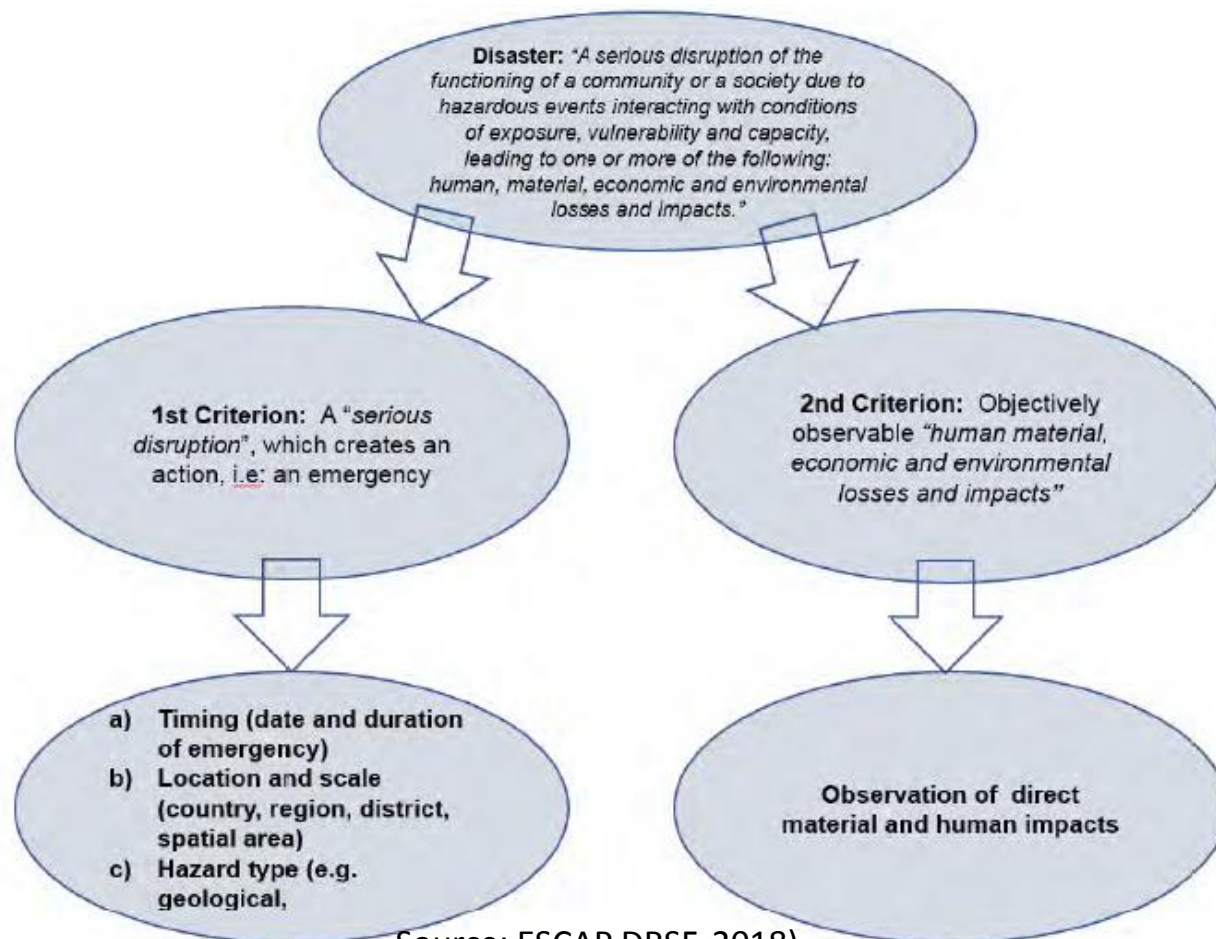 Disaster: "A serious disruption of the
functioning of a community or a society due to
hazardous events interacting with conditions
of exposure, vulnerability and capacity,
leading to one or more of the following:
human, material, economic and environmental
losses and impacts."
1st Criterion: A "serious
disruption", which creates an
action, i.e: an emergency
2nd Criterion: Objectively
observable "human material,
economic and environmental
losses and impacts"
a) Timing (date and duration
of emergency)
b) Location and scale
(country, region, district,
spatial area)
c) Hazard type (e.g.
geological,
Observation of direct
material and human impacts
Source: ESCAP DRSF, 2018)